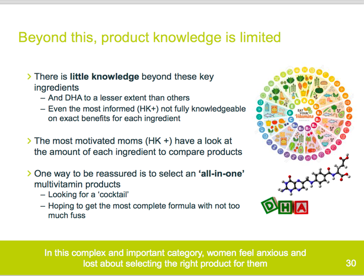 Beyond this, product knowledge is limited
There is little knowledge beyond these key
ingredients
- And DHA to a lesser extent than others
- Even the most informed (HK+) not fully knowledgeable
on exact benefits for each ingredient
The most motivated moms (HK +) have a look at
the amount of each ingredient to compare products
One way to be reassured is to select an ‘all-in-one’
multivitamin products
- Looking for a ‘cocktail’
- Hoping to get the most complete formula with not too
much fuss
DHA
In this complex and important category, women feel anxious and
lost about selecting the right product for them
30